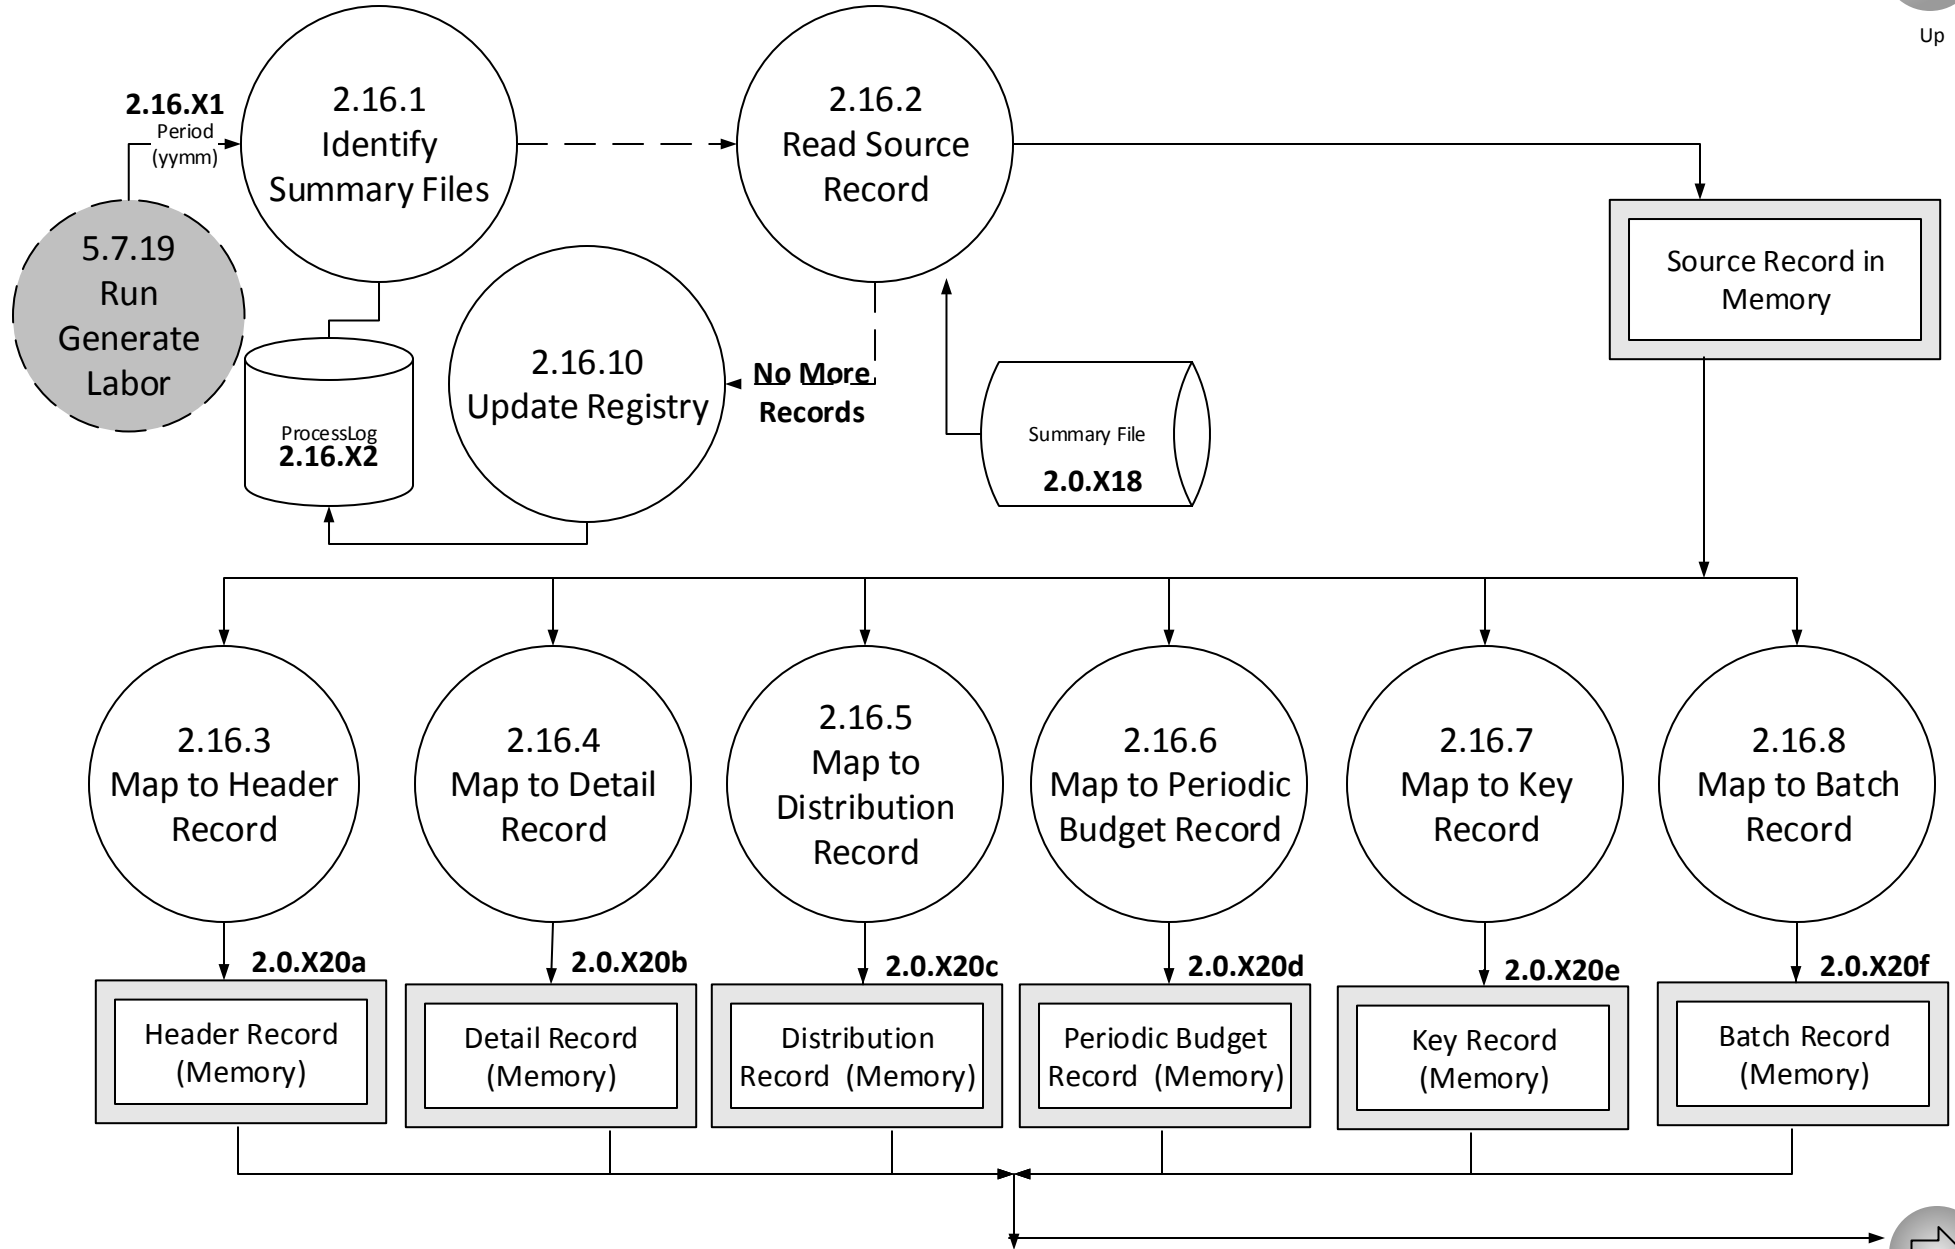 Up
2.16.X1
Period
(yymm)
2.16.1
Identify
Summary Files
2.16.2
Read Source
Record
5.7.19
Run
Generate
Labor
Source Record in
Memory
2.16.10
Update Registry
No More
Records
ProcessLog
2.16.X2
Summary File
2.0.X18
2.16.3
Map to Header
Record
2.16.4
Map to Detail
Record
2.16.5
Map to
Distribution
Record
2.16.6
Map to Periodic
Budget Record
2.16.7
Map to Key
Record
2.16.8
Map to Batch
Record
2.0.X20a
2.0.X20b
2.0.X20c
2.0.X20d
2.0.X20e
2.0.X20f
Header Record
(Memory)
Detail Record
(Memory)
Distribution
Record (Memory)
Periodic Budget
Record (Memory)
Key Record
(Memory)
Batch Record
(Memory)